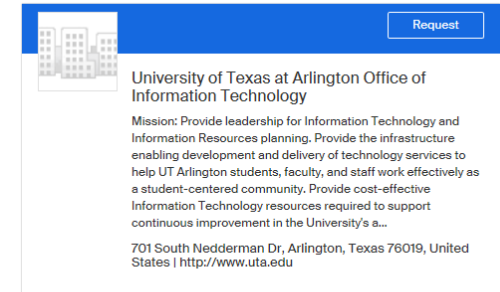 Request
University of Texas at Arlington Office of
Information Technology
Mission: Provide leadership for Information Technology and
Information Resources planning. Provide the infrastructure
enabling development and delivery of technology services to
help UT Arlington students, faculty, and staff work effectively as
a student-centered community. Provide cost-effective
Information Technology resources required to support
continuous improvement in the University's a...
701 South Nedderman Dr, Arlington, Texas 76019, United
States | http://www.uta.edu